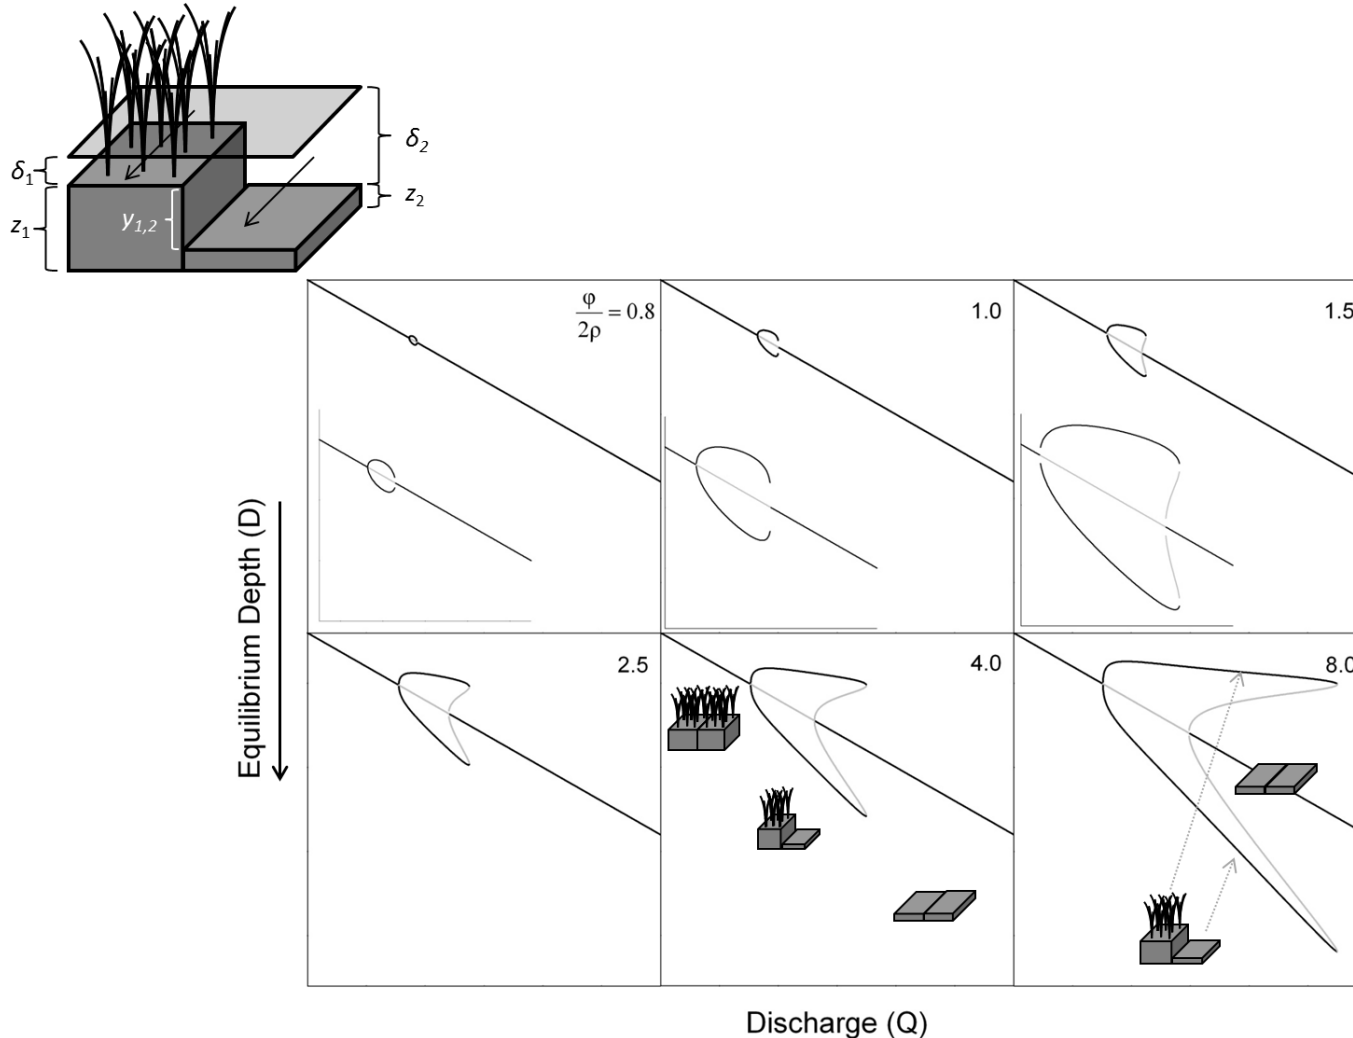 δ1
z1
y1,2
δ2
z2
φ/2ρ = 0.8
1.0
1.5
2.5
4.0
8.0
Equilibrium Depth (D)
Discharge (Q)